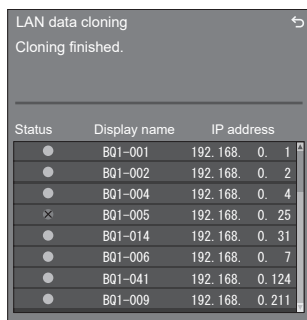 LAN data cloning
Cloning finished.
Status Display name IP address
BQ1-001 192.168. 0. 1
BQ1-002 192.168. 0. 2
BQ1-004 192.168. 0. 4
BQ1-005 192.168. 0. 25
BQ1-014 192.168. 0. 31
BQ1-006 192.168. 0. 7
BQ1-041 192.168. 0.124
BQ1-009 192.168. 0.211